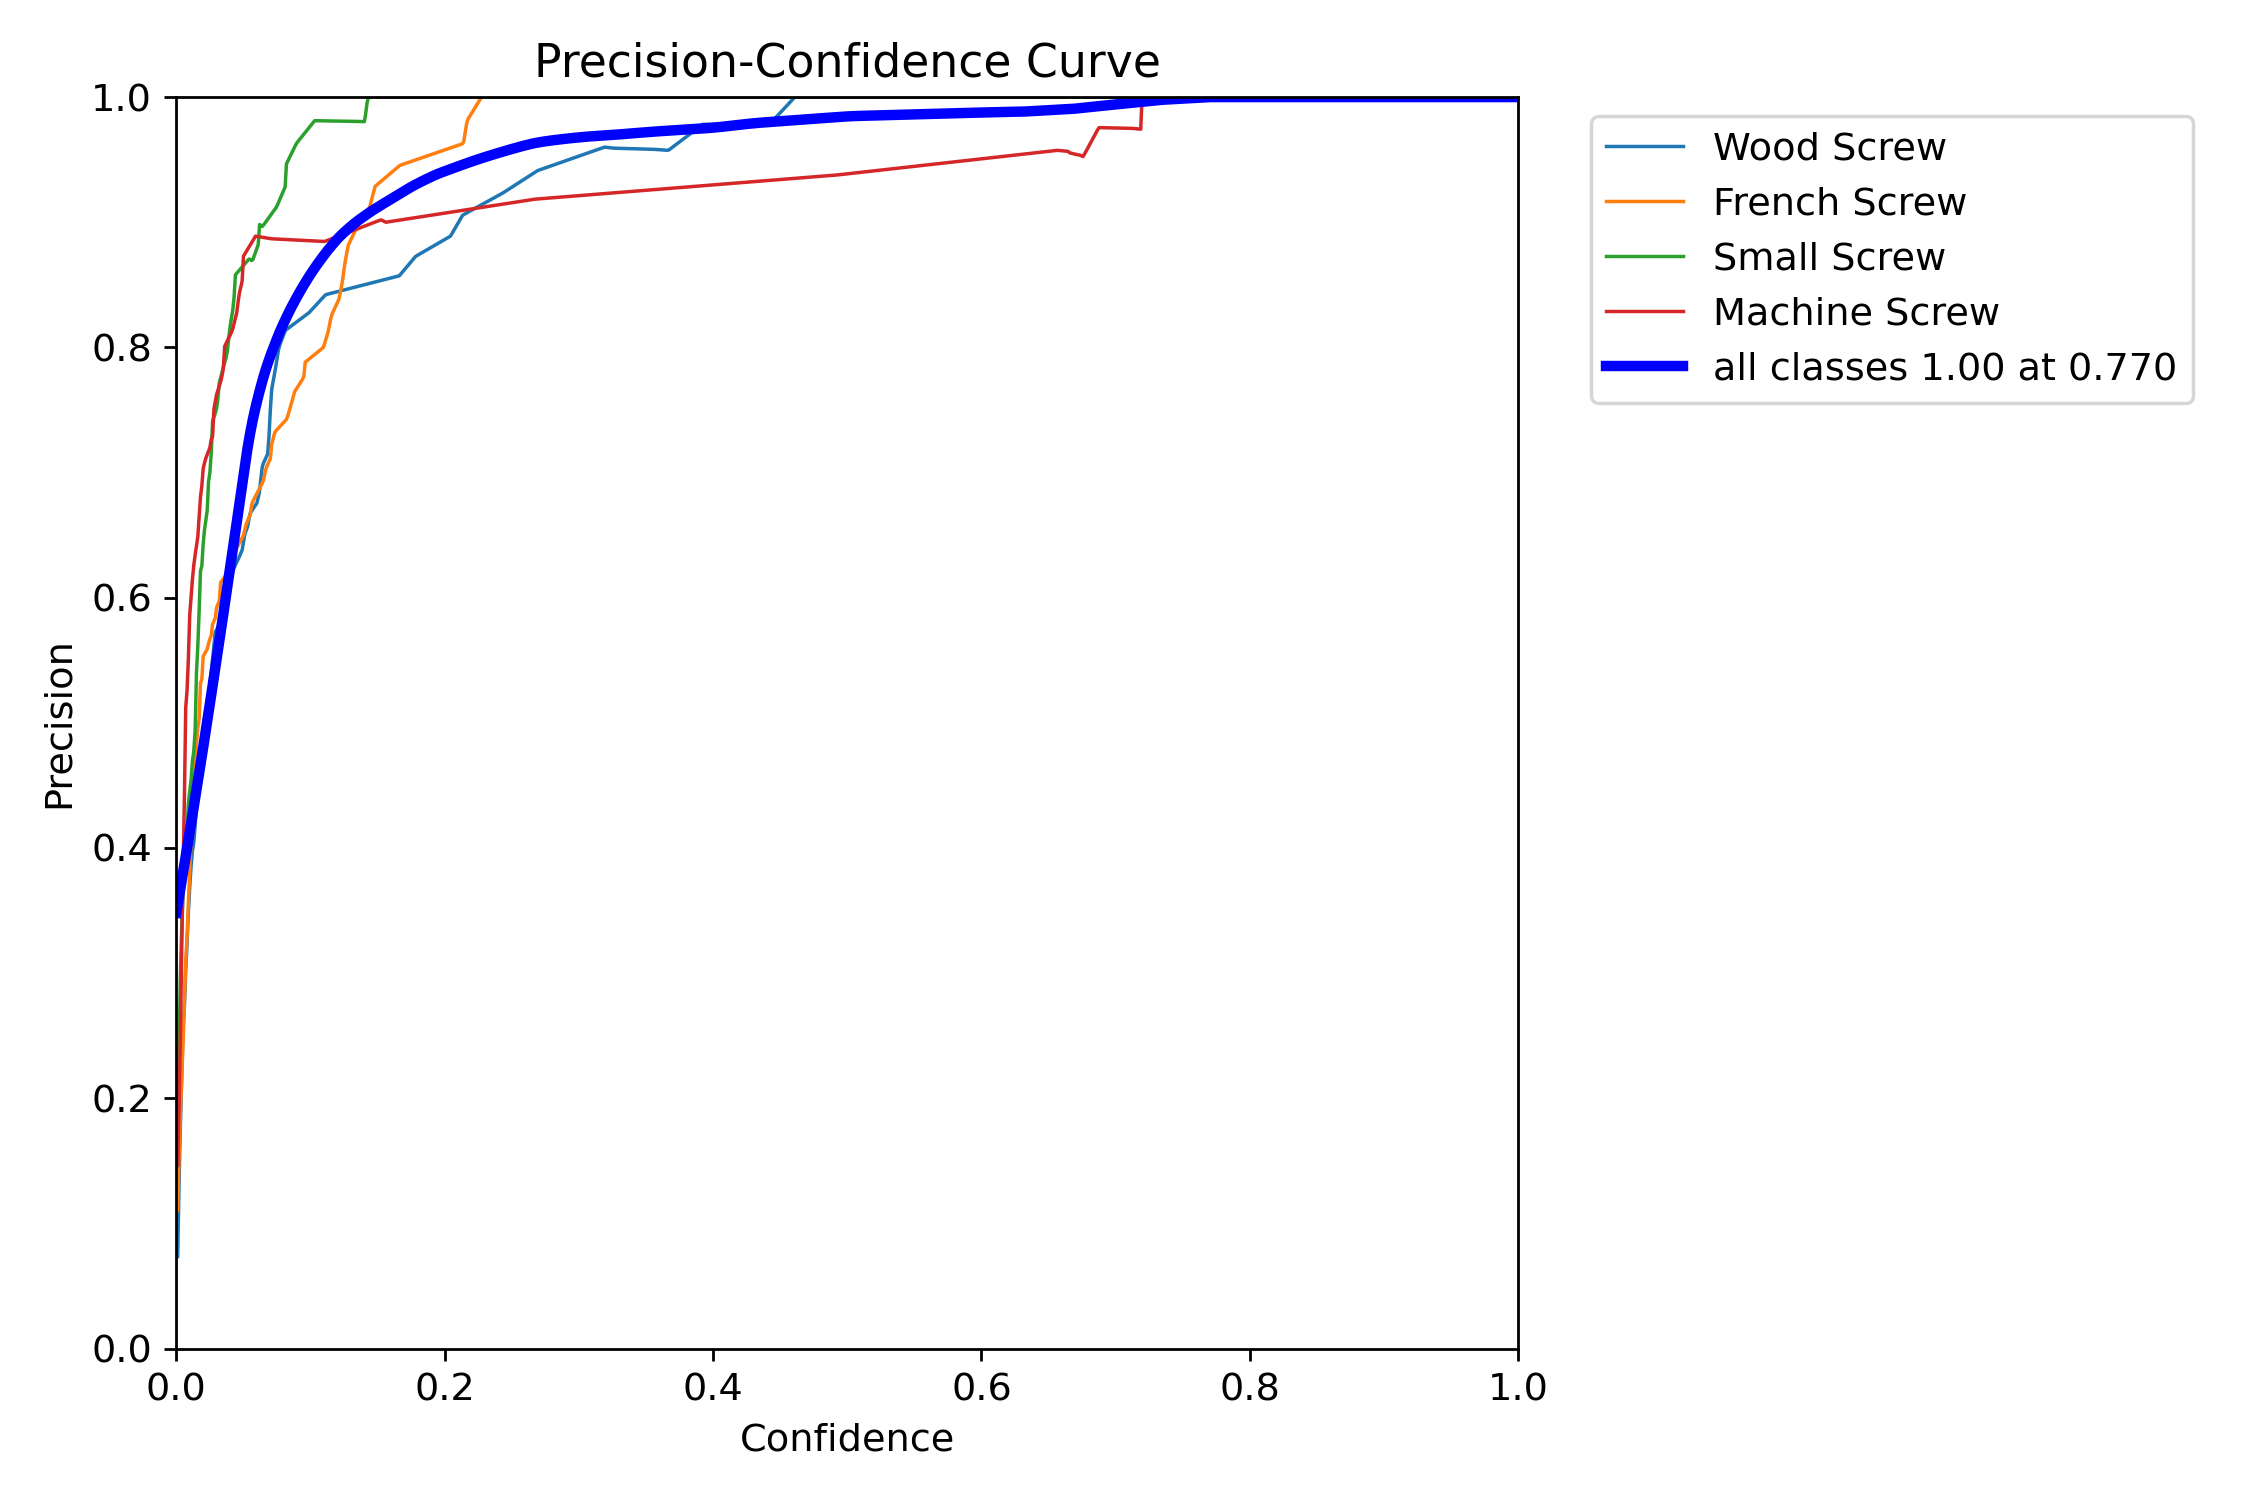 Precision-Confidence Curve
1.0
0.8
0.6
0.4
0.2
0.0
Precision
0.0 0.2 0.4 0.6 0.8 1.0
Confidence
Wood Screw
French Screw
Small Screw
Machine Screw
all classes 1.00 at 0.770